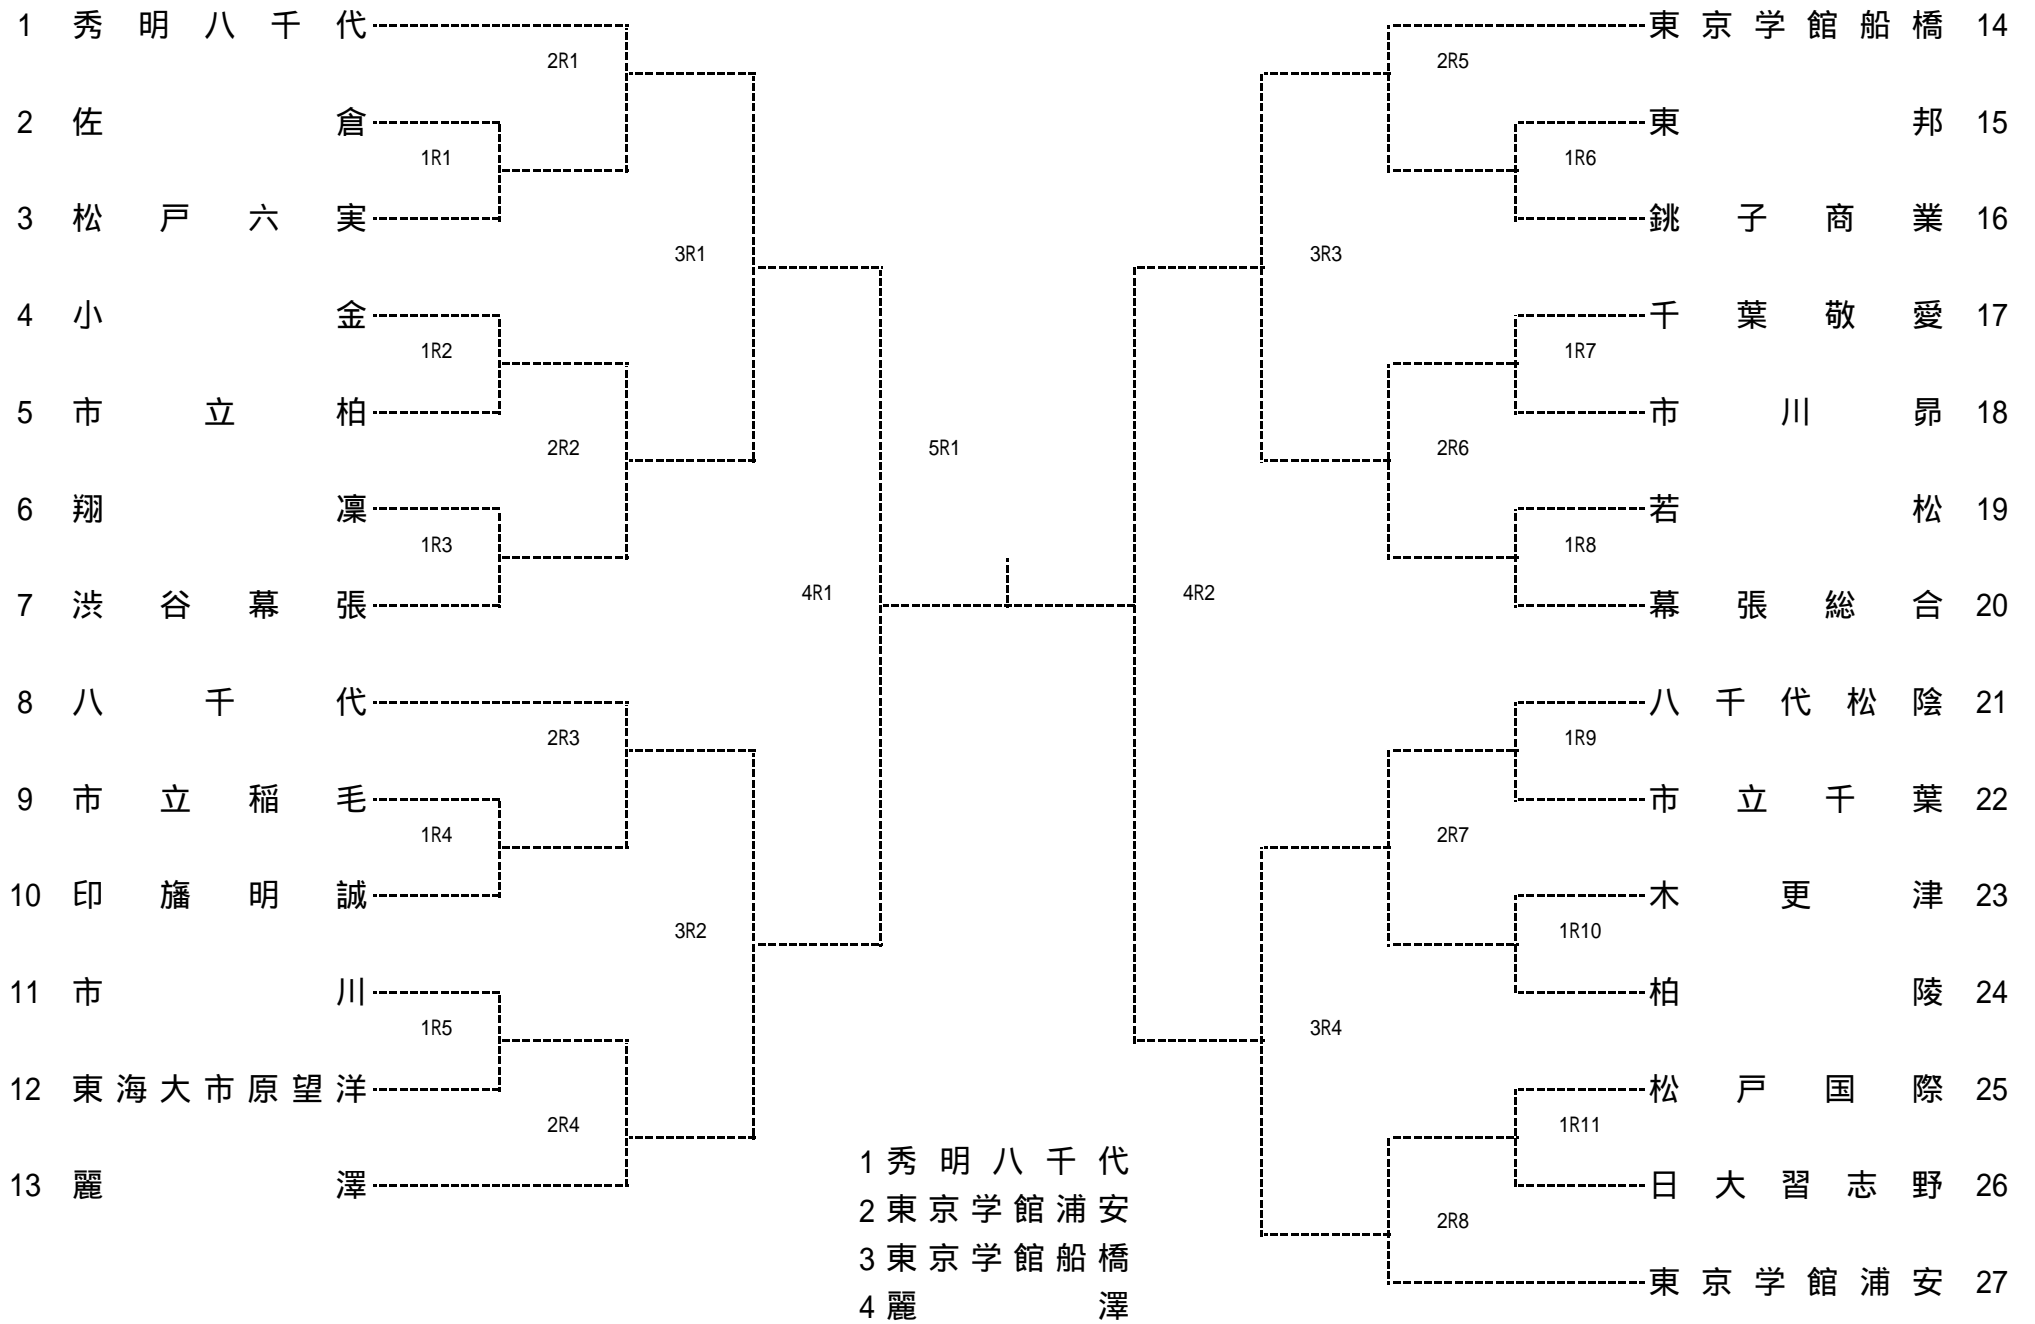 1 秀明八千代
2R1
2 佐倉
1R1
3 松戸六実
3R1
4 小金
1R2
5 市立柏
2R2
6 翔凜
1R3
7 渋谷幕張
4R1
8 八千代
2R3
9 市立稲毛
1R4
10 印旛明誠
3R2
11 市川
1R5
12 東海大市原望洋
2R4
13 麗澤
5R1
1 秀明八千代
2 東京学館浦安
3 東京学館船橋
4 麗澤
東京学館船橋 14
2R5
東邦 15
1R6
銚子商業 16
3R3
千葉敬愛 17
1R7
市川昴 18
2R6
若松 19
1R8
幕張総合 20
4R2
八千代松陰 21
1R9
市立千葉 22
2R7
木更津 23
1R10
柏陵 24
3R4
松戸国際 25
1R11
日大習志野 26
2R8
東京学館浦安 27